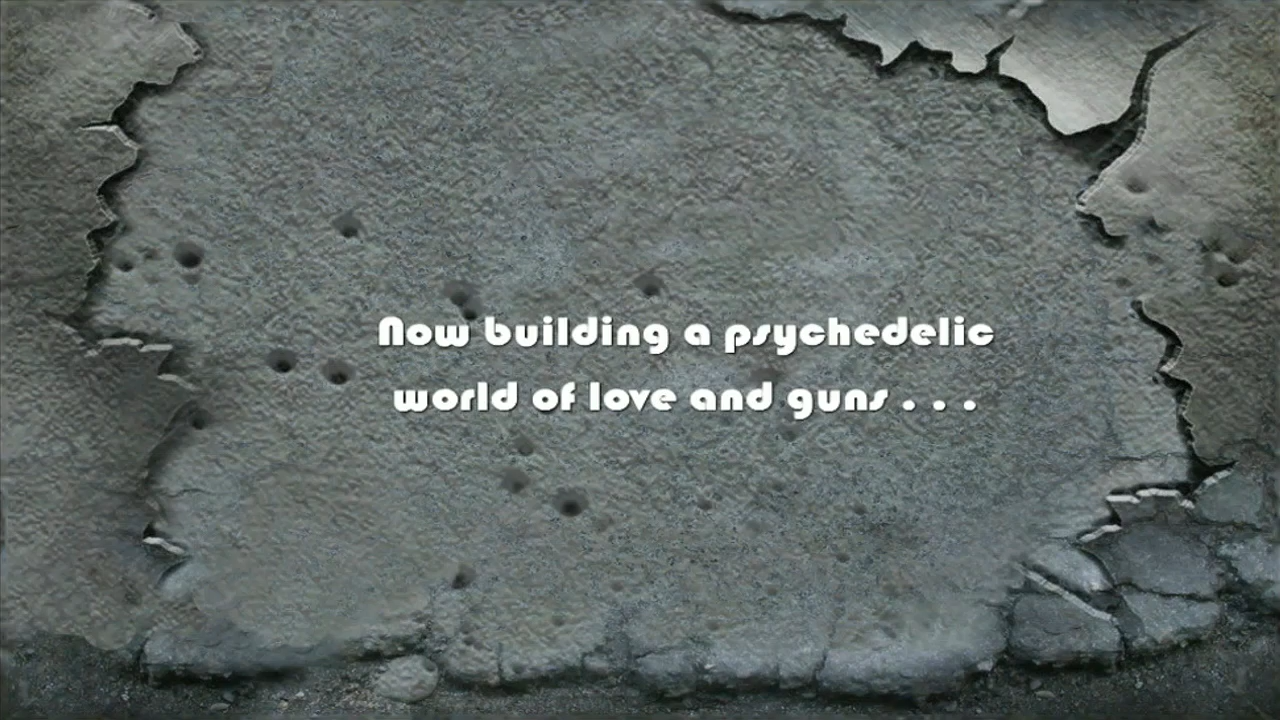 Now building a psychedelic
world of love and guns . . .